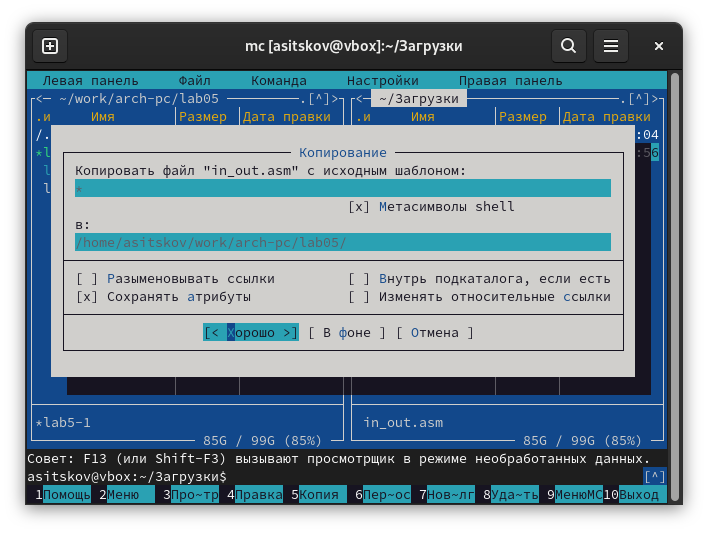 mc [asitskov@vbox]:~/Загрузки
Левая панель Файл Команда Настройки Правая панель
<— ~/work/arch-pc/lab05 .[^]> <— ~/Загрузки .[^]>
.и Имя Размер Дата правки .и Имя Размер Дата правки
/. :04
Копирование
*l :56
Копировать файл "in_out.asm" с исходным шаблоном:
l *
l [x] Метасимволы shell
в:
/home/asitskov/work/arch-pc/lab05/
[ ] Разыменовывать ссылки [ ] Внутрь подкаталога, если есть
[x] Сохранять атрибуты [ ] Изменять относительные ссылки
[< Хорошо >] [ В фоне ] [ Отмена ]
*lab5-1 in_out.asm
85G / 99G (85%) 85G / 99G (85%)
Совет: F13 (или Shift-F3) вызывают просмотрщик в режиме необработанных данных.
asitskov@vbox:~/Загрузки$ [^]
1Помощь 2Меню 3Про~тр 4Правка 5Копия 6Пер~ос 7Нов~лг 8Уда~ть 9МенюMC 10Выход